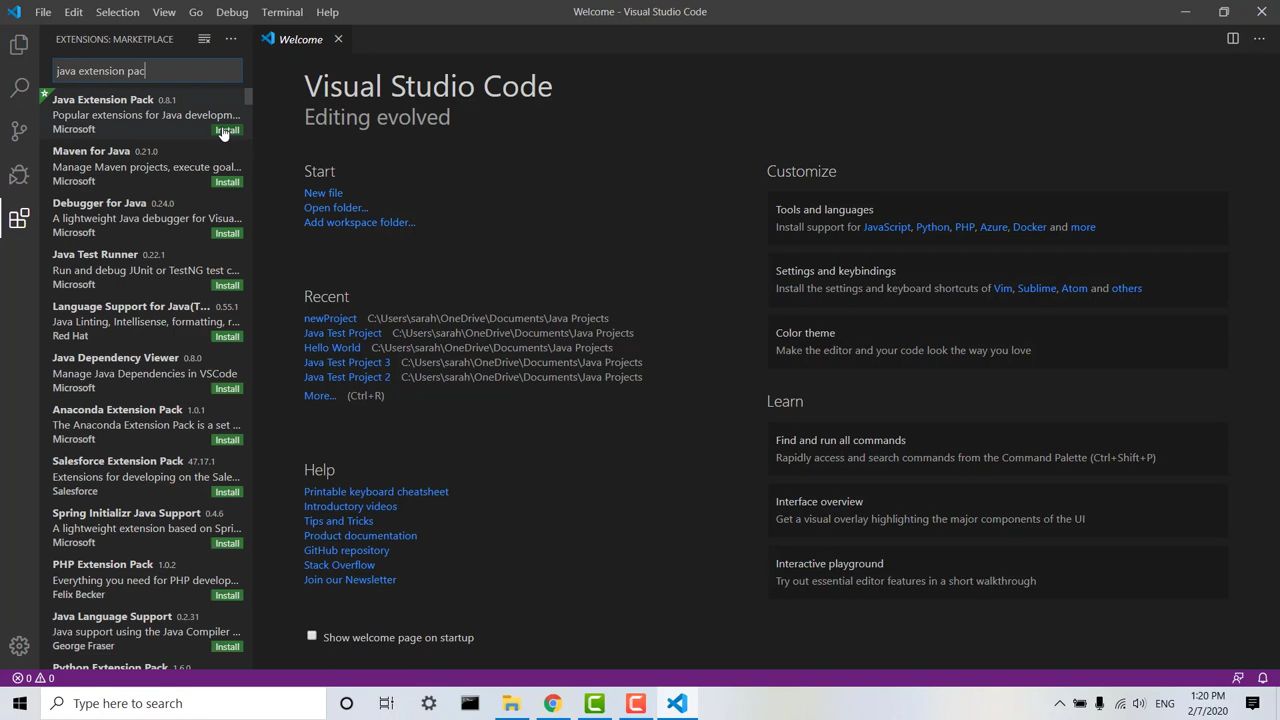 File Edit Selection View Go Debug Terminal Help
Welcome - Visual Studio Code
EXTENSIONS: MARKETPLACE
java extension pac
Java Extension Pack 0.8.1
Popular extensions for Java developm...
Microsoft Install
Maven for Java 0.21.0
Manage Maven projects, execute goal...
Microsoft Install
Debugger for Java 0.24.0
A lightweight Java debugger for Visua...
Microsoft Install
Java Test Runner 0.22.1
Run and debug JUnit or TestNG test c...
Microsoft Install
Language Support for Java(T... 0.55.1
Java Linting, Intellisense, formatting, r...
Red Hat Install
Java Dependency Viewer 0.8.0
Manage Java Dependencies in VSCode
Microsoft Install
Anaconda Extension Pack 1.0.1
The Anaconda Extension Pack is a set ...
Microsoft Install
Salesforce Extension Pack 47.17.1
Extensions for developing on the Sale...
Salesforce Install
Spring Initializr Java Support 0.4.6
A lightweight extension based on Spri...
Microsoft Install
PHP Extension Pack 1.0.2
Everything you need for PHP develop...
Felix Becker Install
Java Language Support 0.2.31
Java support using the Java Compiler ...
George Fraser Install
Python Extension Pack 1.6.0
Welcome
Visual Studio Code
Editing evolved
Start
New file
Open folder...
Add workspace folder...
Recent
newProject C:\Users\sarah\OneDrive\Documents\Java Projects
Java Test Project C:\Users\sarah\OneDrive\Documents\Java Projects
Hello World C:\Users\sarah\OneDrive\Documents\Java Projects
Java Test Project 3 C:\Users\sarah\OneDrive\Documents\Java Projects
Java Test Project 2 C:\Users\sarah\OneDrive\Documents\Java Projects
More... (Ctrl+R)
Help
Printable keyboard cheatsheet
Introductory videos
Tips and Tricks
Product documentation
GitHub repository
Stack Overflow
Join our Newsletter
Show welcome page on startup
Customize
Tools and languages
Install support for JavaScript, Python, PHP, Azure, Docker and more
Settings and keybindings
Install the settings and keyboard shortcuts of Vim, Sublime, Atom and others
Color theme
Make the editor and your code look the way you love
Learn
Find and run all commands
Rapidly access and search commands from the Command Palette (Ctrl+Shift+P)
Interface overview
Get a visual overlay highlighting the major components of the UI
Interactive playground
Try out essential editor features in a short walkthrough
0 0
Type here to search
ENG
1:20 PM
2/7/2020